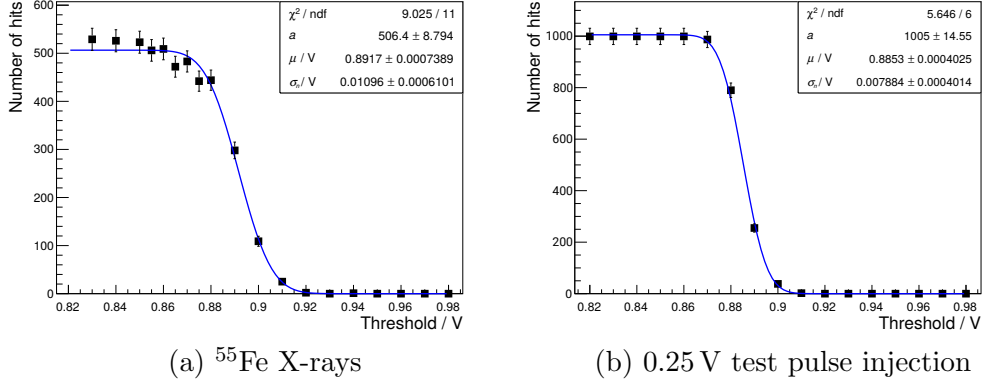 Number of hits
600
500
400
300
200
100
0
0.82 0.84 0.86 0.88 0.9 0.92 0.94 0.96 0.98
Threshold / V
χ² / ndf 9.025 / 11
a 506.4 ± 8.794
μ / V 0.8917 ± 0.0007389
σₙ / V 0.01096 ± 0.0006101
(a) ⁵⁵Fe X-rays
Number of hits
1000
800
600
400
200
0
0.82 0.84 0.86 0.88 0.9 0.92 0.94 0.96 0.98
Threshold / V
χ² / ndf 5.646 / 6
a 1005 ± 14.55
μ / V 0.8853 ± 0.0004025
σₙ / V 0.007884 ± 0.0004014
(b) 0.25 V test pulse injection